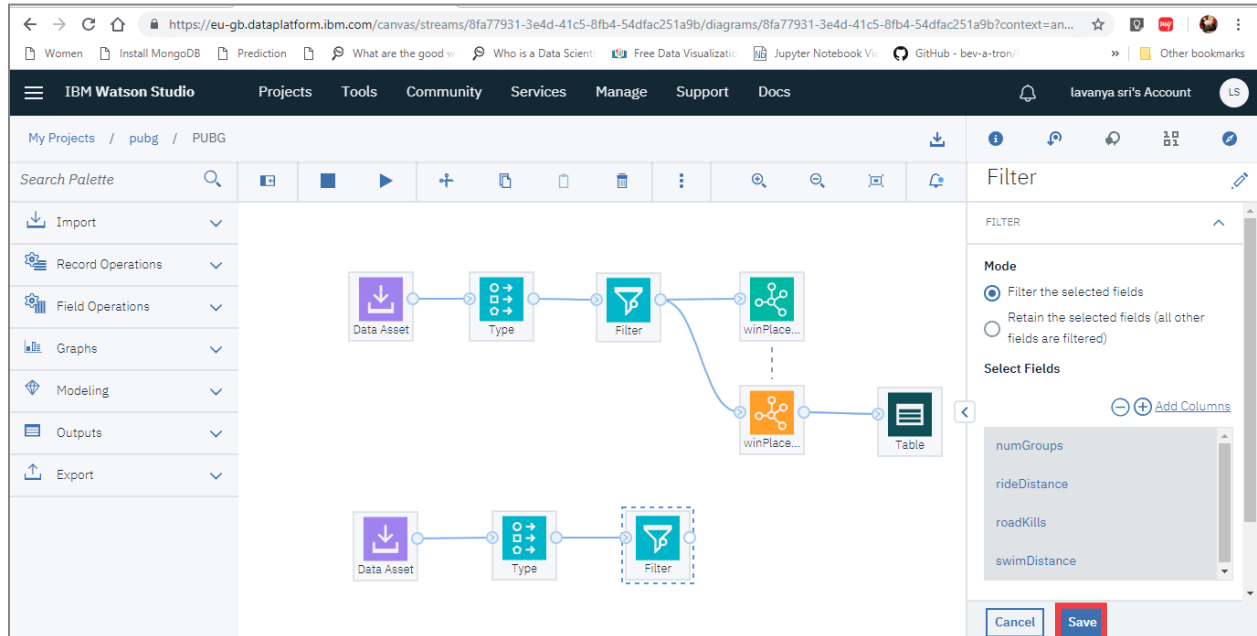 https://eu-gb.dataplatform.ibm.com/canvas/streams/8fa77931-3e4d-41c5-8fb4-54dfac251a9b/diagrams/8fa77931-3e4d-41c5-8fb4-54dfac251a9b?context=an...
Women Install MongoDB Prediction What are the good w Who is a Data Scienti Free Data Visualizatio Jupyter Notebook Vie GitHub - bev-a-tron/ » Other bookmarks
IBM Watson Studio Projects Tools Community Services Manage Support Docs lavanya sri's Account LS
My Projects / pubg / PUBG
Search Palette
Filter
Import
FILTER
Record Operations
Mode
Filter the selected fields
Field Operations
Retain the selected fields (all other
fields are filtered)
Data Asset Type Filter winPlace...
Graphs
Select Fields
Modeling
Add Columns
Outputs
winPlace... Table
numGroups
Export
rideDistance
roadKills
swimDistance
Data Asset Type Filter
Cancel Save